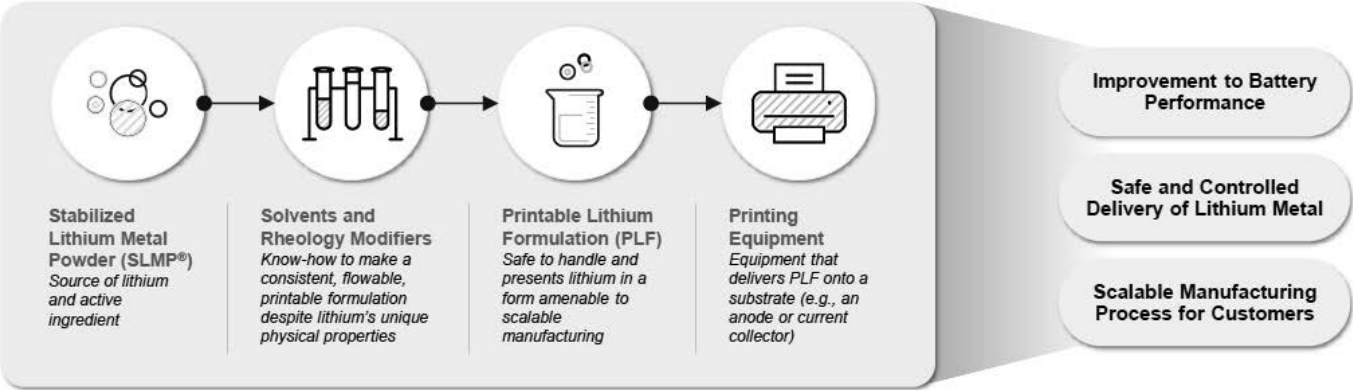 Stabilized
Lithium Metal
Powder (SLMP®)
Source of lithium
and active
ingredient
Solvents and
Rheology Modifiers
Know-how to make a
consistent, flowable,
printable formulation
despite lithium's unique
physical properties
Printable Lithium
Formulation (PLF)
Safe to handle and
presents lithium in a
form amenable to
scalable
manufacturing
Printing
Equipment
Equipment that
delivers PLF onto a
substrate (e.g., an
anode or current
collector)
Improvement to Battery
Performance
Safe and Controlled
Delivery of Lithium Metal
Scalable Manufacturing
Process for Customers